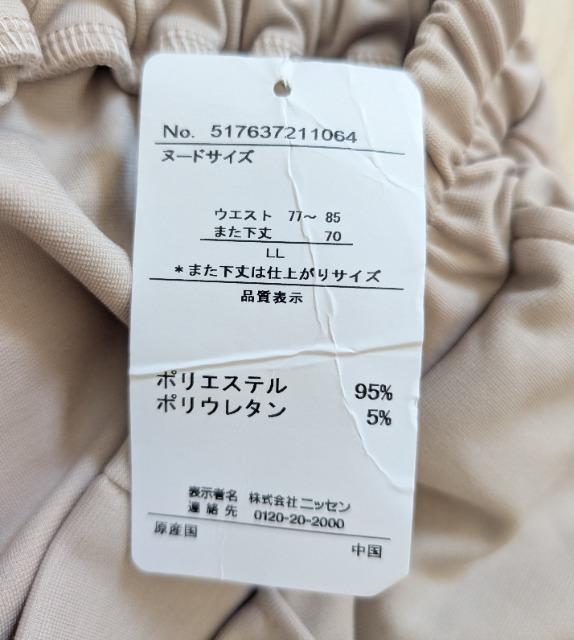 No. 517637211064
ヌードサイズ
ウエスト 77〜 85
また下丈 70
LL
*また下丈は仕上がりサイズ
品質表示
ポリエステル 95%
ポリウレタン 5%
表示者名 株式会社ニッセン
連絡先 0120-20-2000
原産国 中国